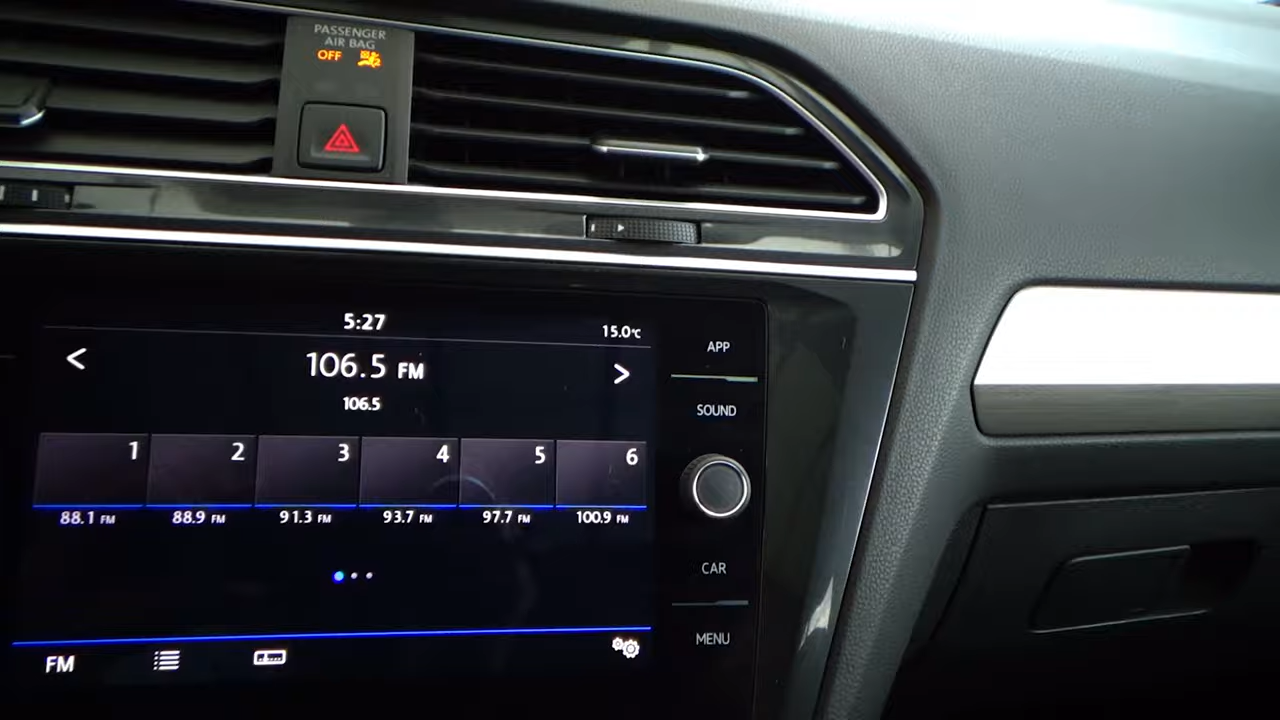 PASSENGER
AIR BAG
OFF
5:27
15.0°C
106.5 FM
106.5
APP
SOUND
1 2 3 4 5 6
88.1 FM 88.9 FM 91.3 FM 93.7 FM 97.7 FM 100.9 FM
CAR
MENU
FM